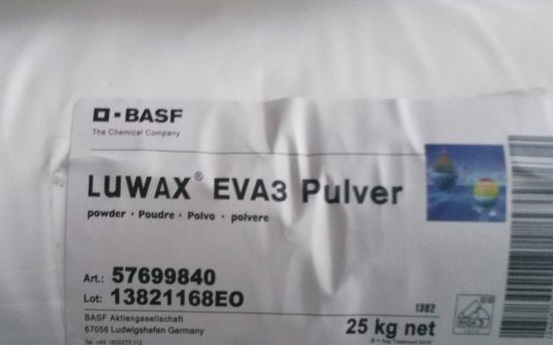 BASF
The Chemical Company
LUWAX® EVA3 Pulver
powder · Poudre · Polvo · polvere
Art.: 57699840
Lot: 13821168EO
1382
BASF Aktiengesellschaft
67056 Ludwigshafen Germany
25 kg net